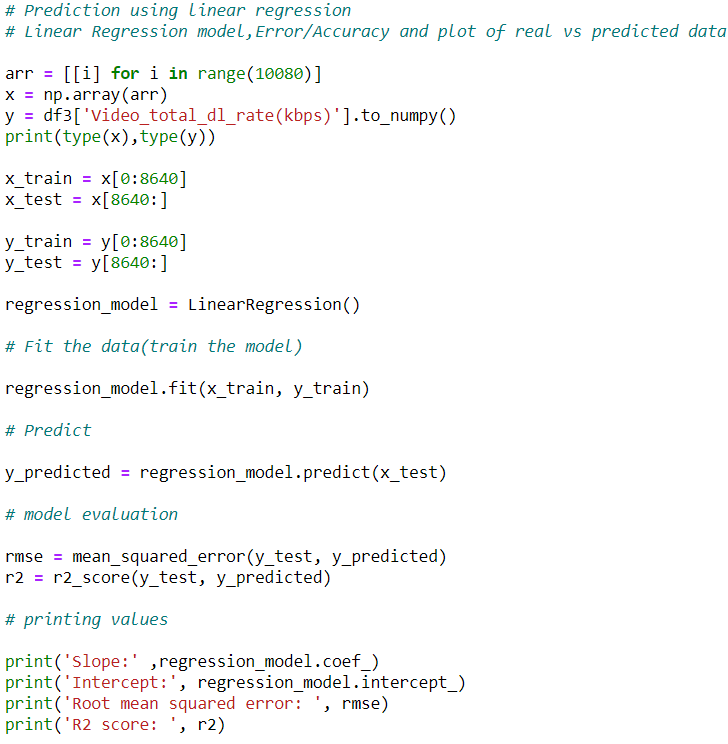 # Prediction using linear regression
# Linear Regression model,Error/Accuracy and plot of real vs predicted data
arr = [[i] for i in range(10080)]
x = np.array(arr)
y = df3['Video_total_dl_rate(kbps)'].to_numpy()
print(type(x),type(y))
x_train = x[0:8640]
x_test = x[8640:]
y_train = y[0:8640]
y_test = y[8640:]
regression_model = LinearRegression()
# Fit the data(train the model)
regression_model.fit(x_train, y_train)
# Predict
y_predicted = regression_model.predict(x_test)
# model evaluation
rmse = mean_squared_error(y_test, y_predicted)
r2 = r2_score(y_test, y_predicted)
# printing values
print('Slope:' ,regression_model.coef_)
print('Intercept:', regression_model.intercept_)
print('Root mean squared error: ', rmse)
print('R2 score: ', r2)